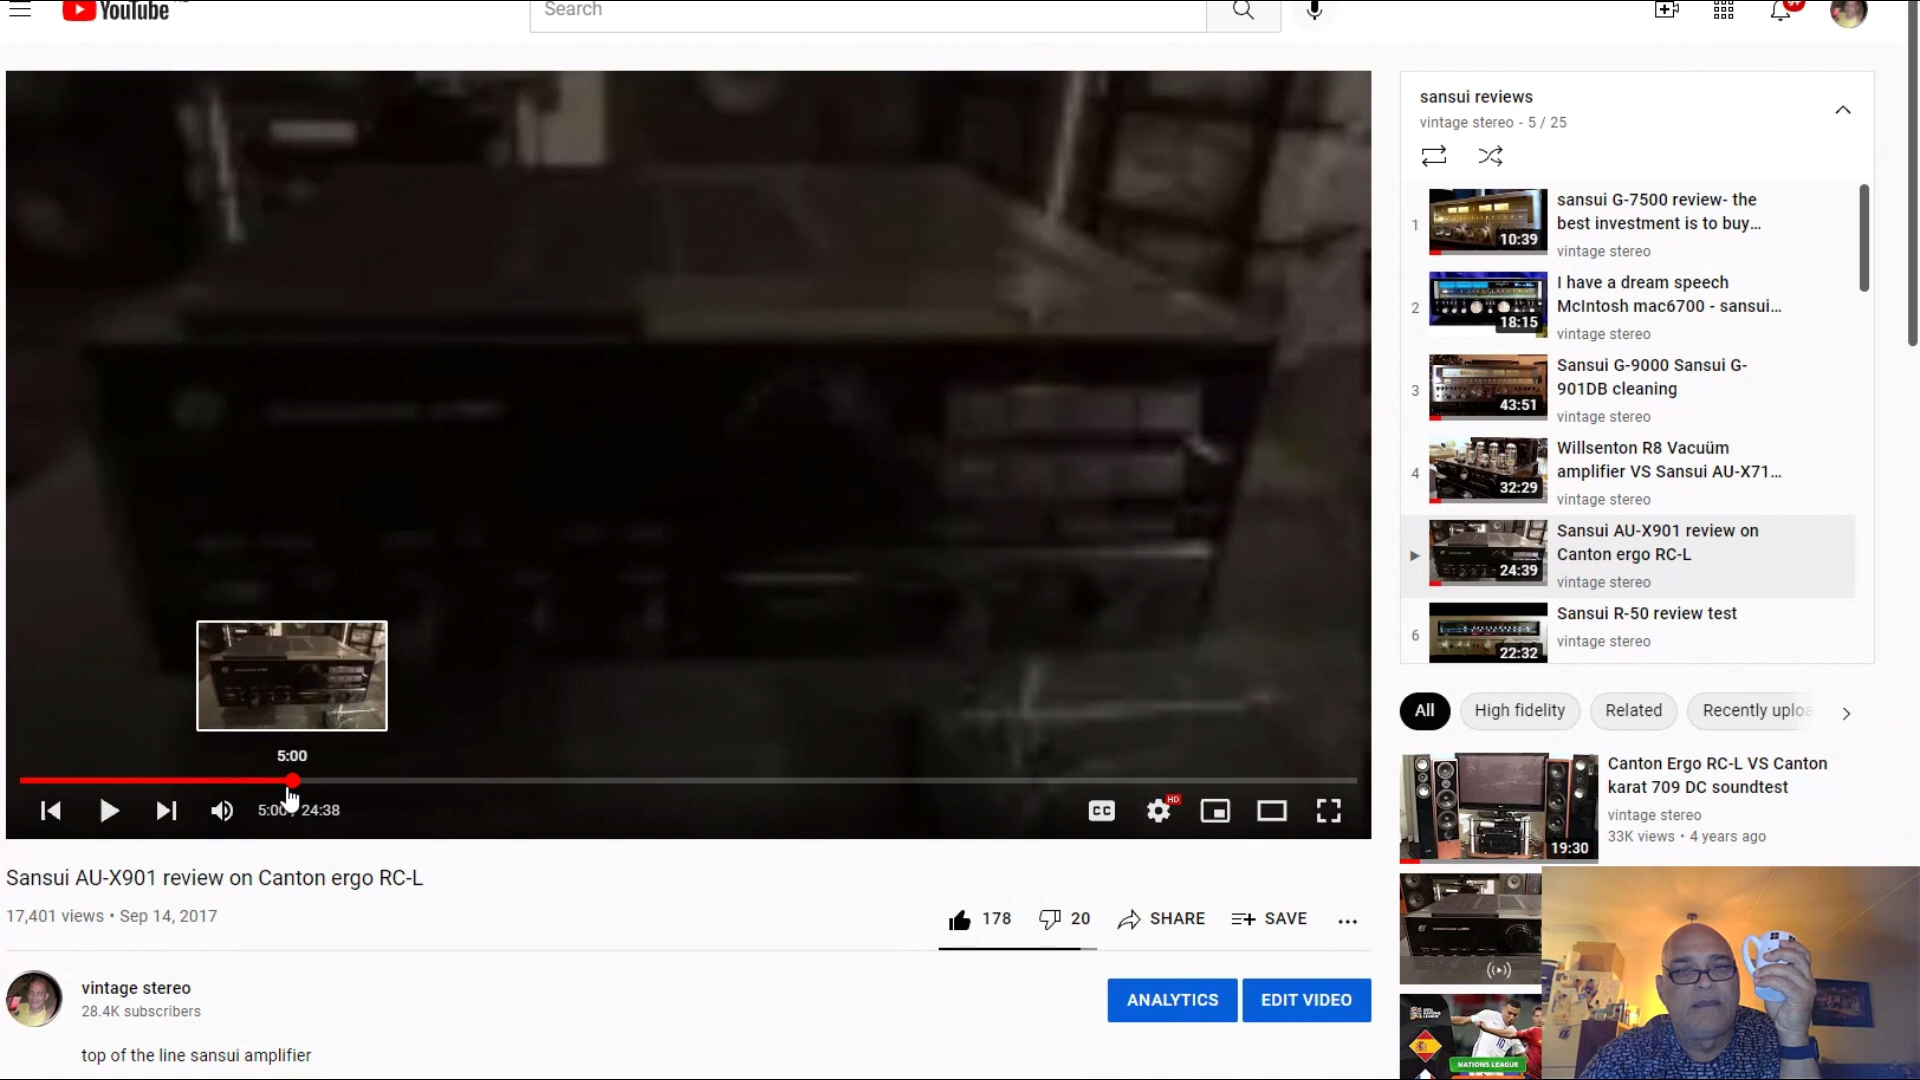 YouTube
Search
sansui reviews
vintage stereo - 5 / 25
1
10:39
sansui G-7500 review- the
best investment is to buy...
vintage stereo
2
18:15
I have a dream speech
McIntosh mac6700 - sansui...
vintage stereo
3
43:51
Sansui G-9000 Sansui G-
901DB cleaning
vintage stereo
4
32:29
Willsenton R8 Vacuüm
amplifier VS Sansui AU-X71...
vintage stereo
24:39
Sansui AU-X901 review on
Canton ergo RC-L
vintage stereo
6
22:32
Sansui R-50 review test
vintage stereo
5:00
5:00 / 24:38
CC
HD
All
High fidelity
Related
Recently uploa
19:30
Canton Ergo RC-L VS Canton
karat 709 DC soundtest
vintage stereo
33K views • 4 years ago
Sansui AU-X901 review on Canton ergo RC-L
17,401 views • Sep 14, 2017
178
20
SHARE
SAVE
vintage stereo
28.4K subscribers
ANALYTICS
EDIT VIDEO
top of the line sansui amplifier
NATIONS LEAGUE